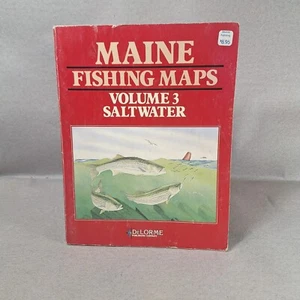 MAINE
FISHING MAPS
VOLUME 3
SALTWATER
DELORME